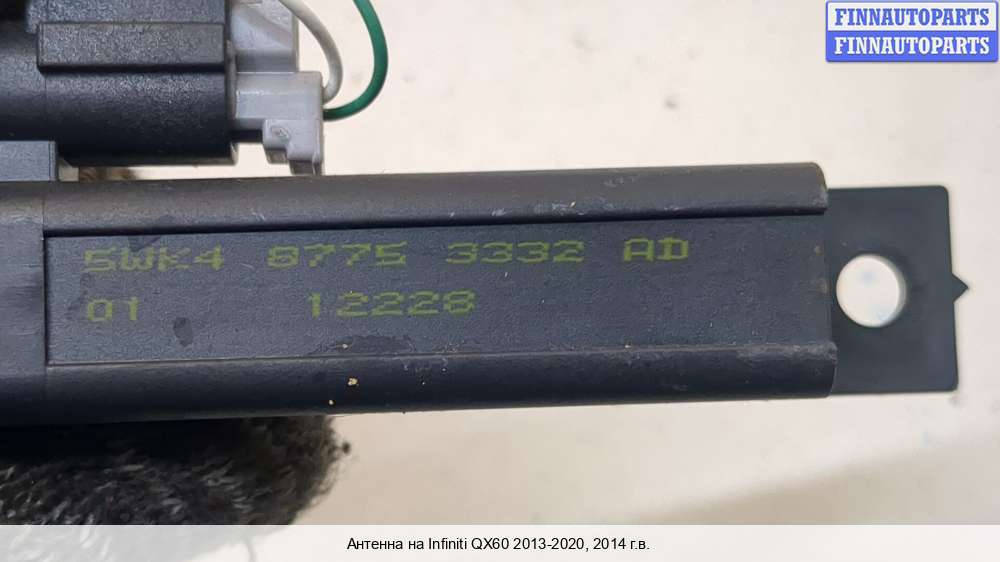 FINNAUTOPARTS
FINNAUTOPARTS
5WK4 8775 3332 AD
01 12228
Антенна на Infiniti QX60 2013-2020, 2014 г.в.